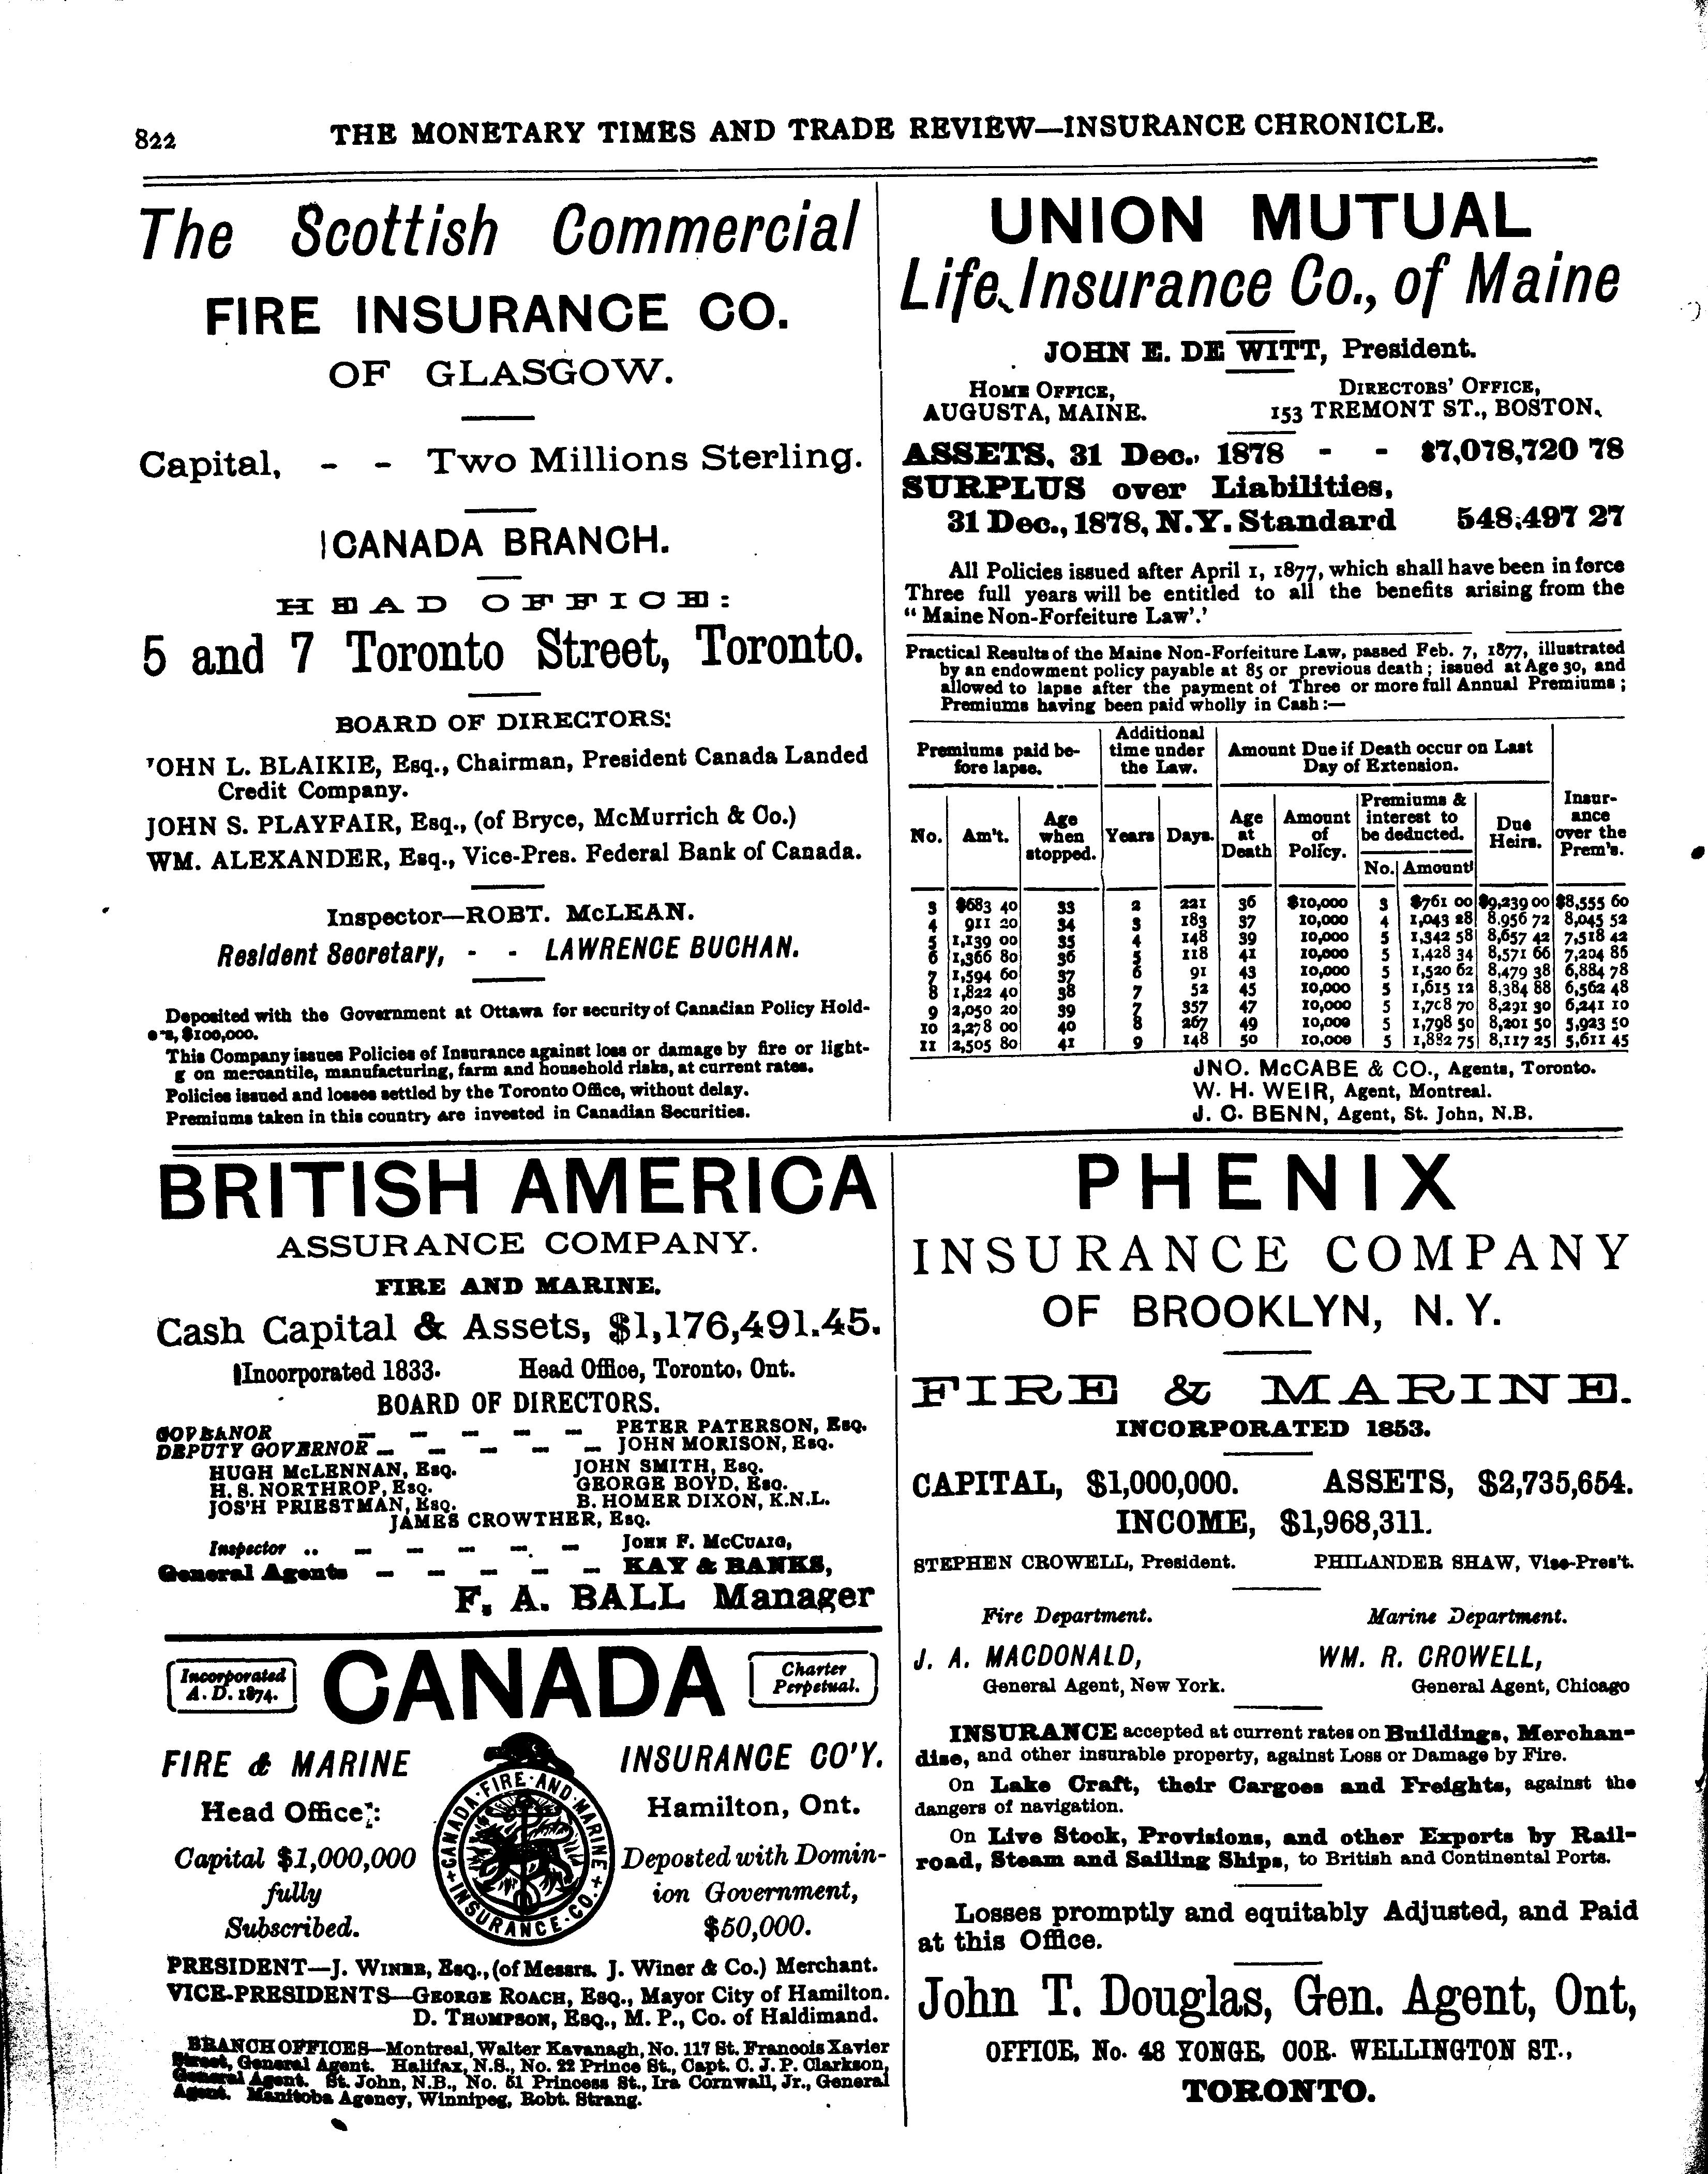 822
THE MONETARY TIMES AND TRADE REVIEW—INSURANCE CHRONICLE.
The Scottish Commercial
FIRE INSURANCE CO.
OF GLASGOW.
Capital, - - Two Millions Sterling.
CANADA BRANCH.
HEAD OFFICE:
5 and 7 Toronto Street, Toronto.
BOARD OF DIRECTORS:
'OHN L. BLAIKIE, Esq., Chairman, President Canada Landed
Credit Company.
JOHN S. PLAYFAIR, Esq., (of Bryce, McMurrich & Co.)
WM. ALEXANDER, Esq., Vice-Pres. Federal Bank of Canada.
Inspector—ROBT. McLEAN.
Resident Secretary, - - LAWRENCE BUCHAN.
Deposited with the Government at Ottawa for security of Canadian Policy Hold-
e-s, $100,000.
This Company issues Policies of Insurance against loss or damage by fire or light-
g on mercantile, manufacturing, farm and household risks, at current rates.
Policies issued and losses settled by the Toronto Office, without delay.
Premiums taken in this country are invested in Canadian Securities.
UNION MUTUAL
Life Insurance Co., of Maine
JOHN E. DE WITT, President.
HOME OFFICE, DIRECTORS' OFFICE,
AUGUSTA, MAINE. 153 TREMONT ST., BOSTON.
ASSETS, 31 Dec., 1878 - - $7,078,720 78
SURPLUS over Liabilities,
31 Dec., 1878, N.Y. Standard 548,497 27
All Policies issued after April 1, 1877, which shall have been in force
Three full years will be entitled to all the benefits arising from the
" Maine Non-Forfeiture Law'.'
Practical Results of the Maine Non-Forfeiture Law, passed Feb. 7, 1877, illustrated
by an endowment policy payable at 85 or previous death; issued at Age 30, and
allowed to lapse after the payment of Three or more full Annual Premiums;
Premiums having been paid wholly in Cash:—
Premiums paid be-
fore lapse.
Additional
time under
the Law.
Amount Due if Death occur on Last
Day of Extension.
Insur-
ance
over the
Prem's.
No. Am't. Age when stopped. Years Days. Age at Death Amount of Policy. Premiums & interest to be deducted. Due Heirs.
No. Amount
3 $683 40 33 2 221 36 $10,000 3 $761 00 $9,239 00 $8,555 60
4 911 20 34 3 183 37 10,000 4 1,043 28 8.956 72 8,045 52
5 1,139 00 35 4 148 39 10,000 5 1,342 58 8,657 42 7,518 42
6 1,366 80 36 5 118 41 10,000 5 1,428 34 8,571 66 7,204 86
7 1,594 60 37 6 91 43 10,000 5 1,520 62 8,479 38 6,884 78
8 1,822 40 38 7 52 45 10,000 5 1,615 12 8,384 88 6,562 48
9 2,050 20 39 7 357 47 10,000 5 1,7c8 70 8,291 30 6,241 10
10 2,278 00 40 8 267 49 10,000 5 1,798 50 8,201 50 5,923 50
11 2,505 80 41 9 148 50 10,000 5 1,882 75 8,117 25 5,611 45
JNO. McCABE & CO., Agents, Toronto.
W. H. WEIR, Agent, Montreal.
J. C. BENN, Agent, St. John, N.B.
BRITISH AMERICA
ASSURANCE COMPANY.
FIRE AND MARINE.
Cash Capital & Assets, $1,176,491.45.
Incorporated 1833. Head Office, Toronto, Ont.
BOARD OF DIRECTORS.
GOVERNOR — — — — — PETER PATERSON, ESQ.
DEPUTY GOVERNOR — — — — — JOHN MORISON, ESQ.
HUGH McLENNAN, ESQ. JOHN SMITH, ESQ.
H. S. NORTHROP, ESQ. GEORGE BOYD, ESQ.
JOS'H PRIESTMAN, ESQ. B. HOMER DIXON, K.N.L.
JAMES CROWTHER, ESQ.
Inspector .. — — — — — JOHN F. McCUAIG,
General Agents — — — — — KAY & BANKS,
F. A. BALL Manager
Incorporated
A.D. 1874.
CANADA
Charter
Perpetual.
FIRE & MARINE INSURANCE CO'Y.
Head Office: Hamilton, Ont.
Capital $1,000,000
fully
Subscribed.
CANADA·FIRE·AND·MARINE
+INSURANCE·CO.+
Deposted with Domin-
ion Government,
$50,000.
PRESIDENT—J. WINER, ESQ., (of Messrs. J. Winer & Co.) Merchant.
VICE-PRESIDENTS—GEORGE ROACH, ESQ., Mayor City of Hamilton.
D. THOMPSON, ESQ., M. P., Co. of Haldimand.
BRANCH OFFICES—Montreal, Walter Kavanagh, No. 117 St. Francois Xavier
Street, General Agent. Halifax, N.S., No. 22 Prince St., Capt. C. J. P. Clarkson,
General Agent. St. John, N.B., No. 51 Princess St., Ira Cornwall, Jr., General
Agent. Manitoba Agency, Winnipeg, Robt. Strang.
PHENIX
INSURANCE COMPANY
OF BROOKLYN, N. Y.
FIRE & MARINE.
INCORPORATED 1853.
CAPITAL, $1,000,000. ASSETS, $2,735,654.
INCOME, $1,968,311.
STEPHEN CROWELL, President. PHILANDER SHAW, Vise-Pres't.
Fire Department. Marine Department.
J. A. MACDONALD, WM. R. CROWELL,
General Agent, New York. General Agent, Chicago
INSURANCE accepted at current rates on Buildings, Merchan-
dise, and other insurable property, against Loss or Damage by Fire.
On Lake Craft, their Cargoes and Freights, against the
dangers of navigation.
On Live Stock, Provisions, and other Exports by Rail-
road, Steam and Sailing Ships, to British and Continental Ports.
Losses promptly and equitably Adjusted, and Paid
at this Office.
John T. Douglas, Gen. Agent, Ont,
OFFICE, No. 48 YONGE, COR. WELLINGTON ST.,
TORONTO.